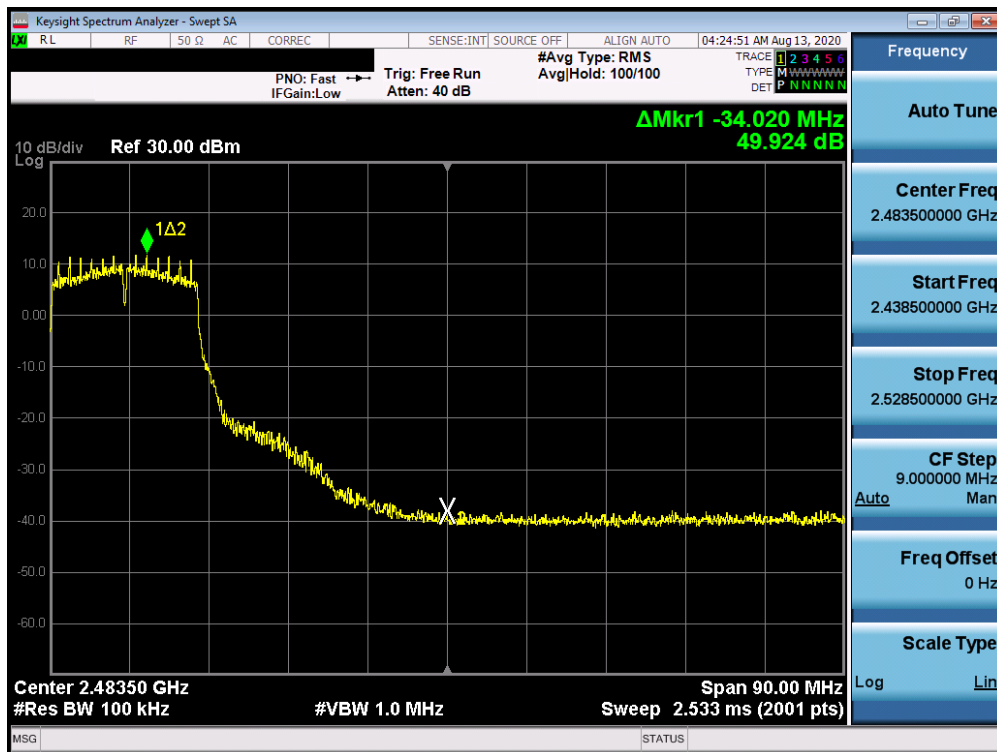 Keysight Spectrum Analyzer - Swept SA
LXI RL RF 50 Ω AC CORREC SENSE:INT SOURCE OFF ALIGN AUTO 04:24:51 AM Aug 13, 2020
PNO: Fast
IFGain:Low
Trig: Free Run
Atten: 40 dB
#Avg Type: RMS
Avg|Hold: 100/100
TRACE 1 2 3 4 5 6
TYPE M WWWWWWW
DET P N N N N N
ΔMkr1 -34.020 MHz
49.924 dB
10 dB/div Ref 30.00 dBm
Log
1Δ2
20.0
10.0
0.00
-10.0
-20.0
-30.0
-40.0
-50.0
-60.0
X
Center 2.48350 GHz Span 90.00 MHz
#Res BW 100 kHz #VBW 1.0 MHz Sweep 2.533 ms (2001 pts)
MSG STATUS
Frequency
Auto Tune
Center Freq
2.483500000 GHz
Start Freq
2.438500000 GHz
Stop Freq
2.528500000 GHz
CF Step
9.000000 MHz
Auto Man
Freq Offset
0 Hz
Scale Type
Log Lin